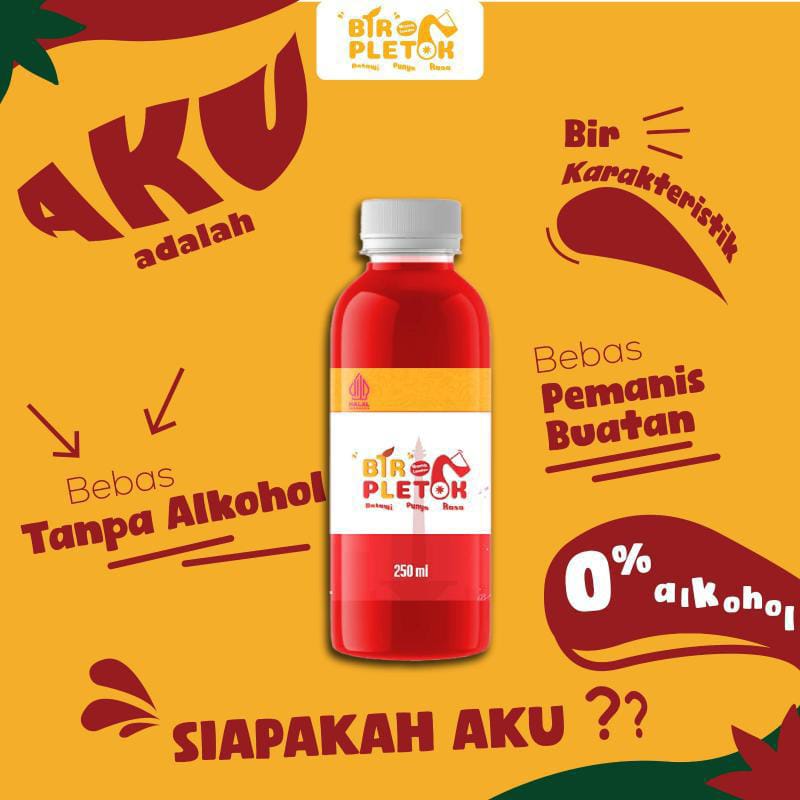 BIR
PLETOK
Betawi Punya Rasa
AKU
adalah
Bir
Karakteristik
Bebas
Pemanis
Buatan
Bebas
Tanpa Alkohol
HALAL
BIR
PLETOK
Betawi Punya Rasa
250 ml
0% alkohol
SIAPAKAH AKU ??